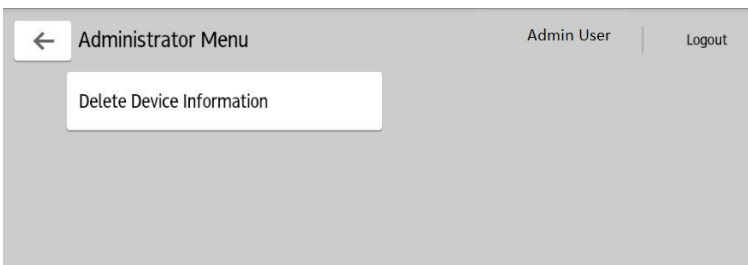 Administrator Menu
Admin User
Logout
Delete Device Information